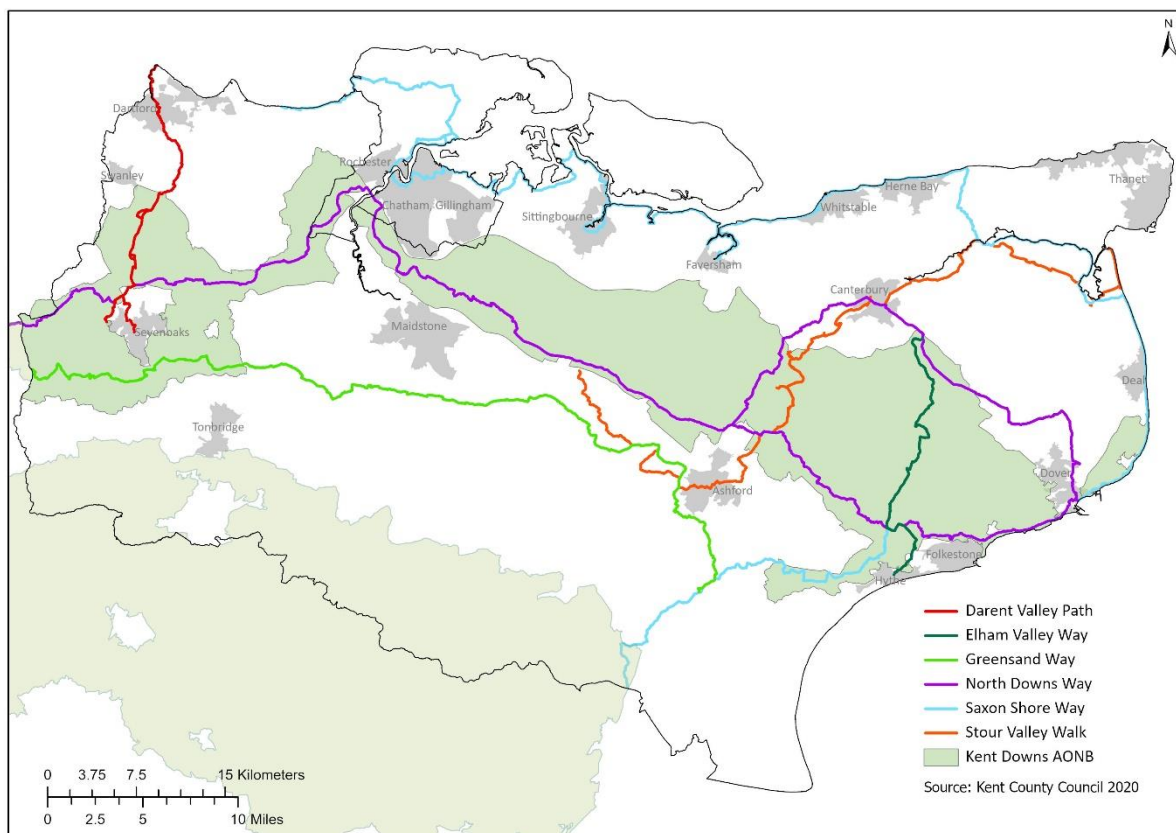 N
Dartford
Swanley
Rochester
Chatham, Gillingham
Sittingbourne
Faversham
Whitstable
Herne Bay
Thanet
Canterbury
Sevenoaks
Maidstone
Deal
Tonbridge
Ashford
Dover
Folkestone
Hythe
Darent Valley Path
Elham Valley Way
Greensand Way
North Downs Way
Saxon Shore Way
Stour Valley Walk
Kent Downs AONB
Source: Kent County Council 2020
0 3.75 7.5 15 Kilometers
0 2.5 5 10 Miles